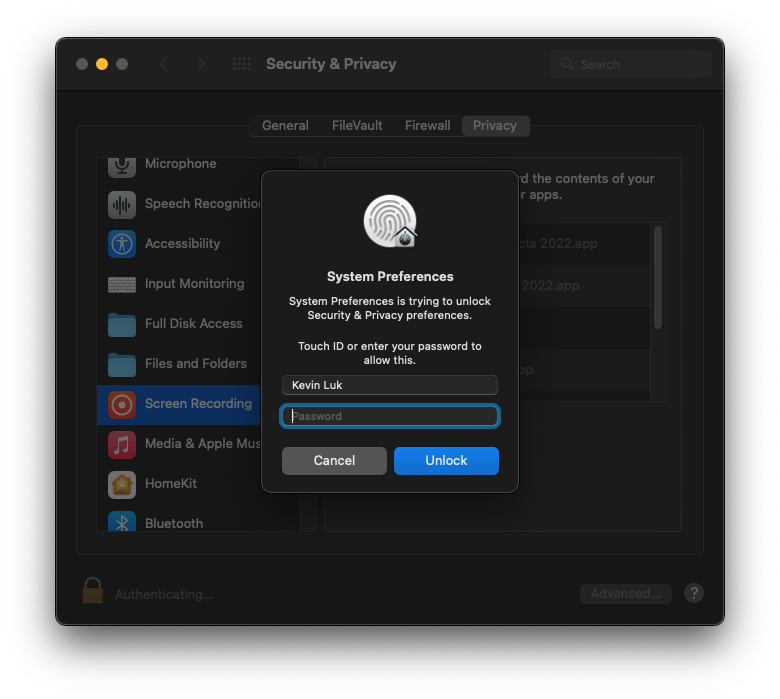 Security & Privacy
Search
General
FileVault
Firewall
Privacy
Microphone
Speech Recognition
Accessibility
Input Monitoring
Full Disk Access
Files and Folders
Screen Recording
Media & Apple Mus
HomeKit
Bluetooth
rd the contents of your
r apps.
cts 2022.app
2022.app
op
System Preferences
System Preferences is trying to unlock
Security & Privacy preferences.
Touch ID or enter your password to
allow this.
Kevin Luk
Password
Cancel
Unlock
Authenticating...
Advanced...
?